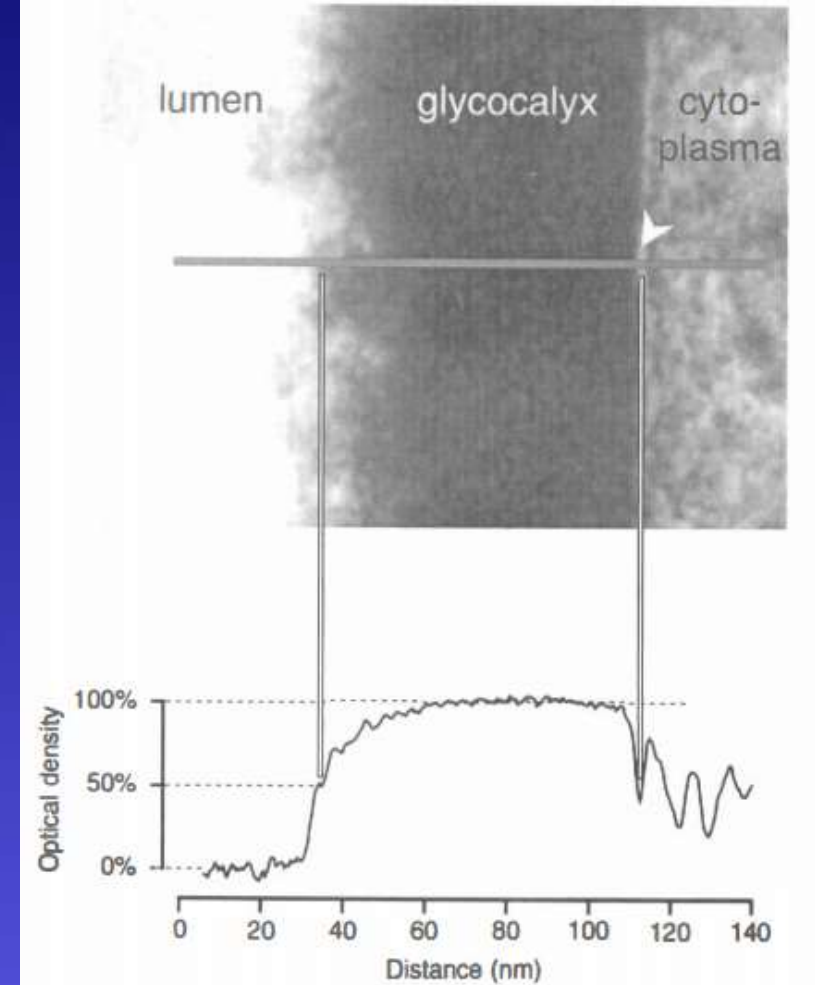 lumen
glycocalyx
cyto-
plasma
100%
50%
0%
Optical density
0 20 40 60 80 100 120 140
Distance (nm)